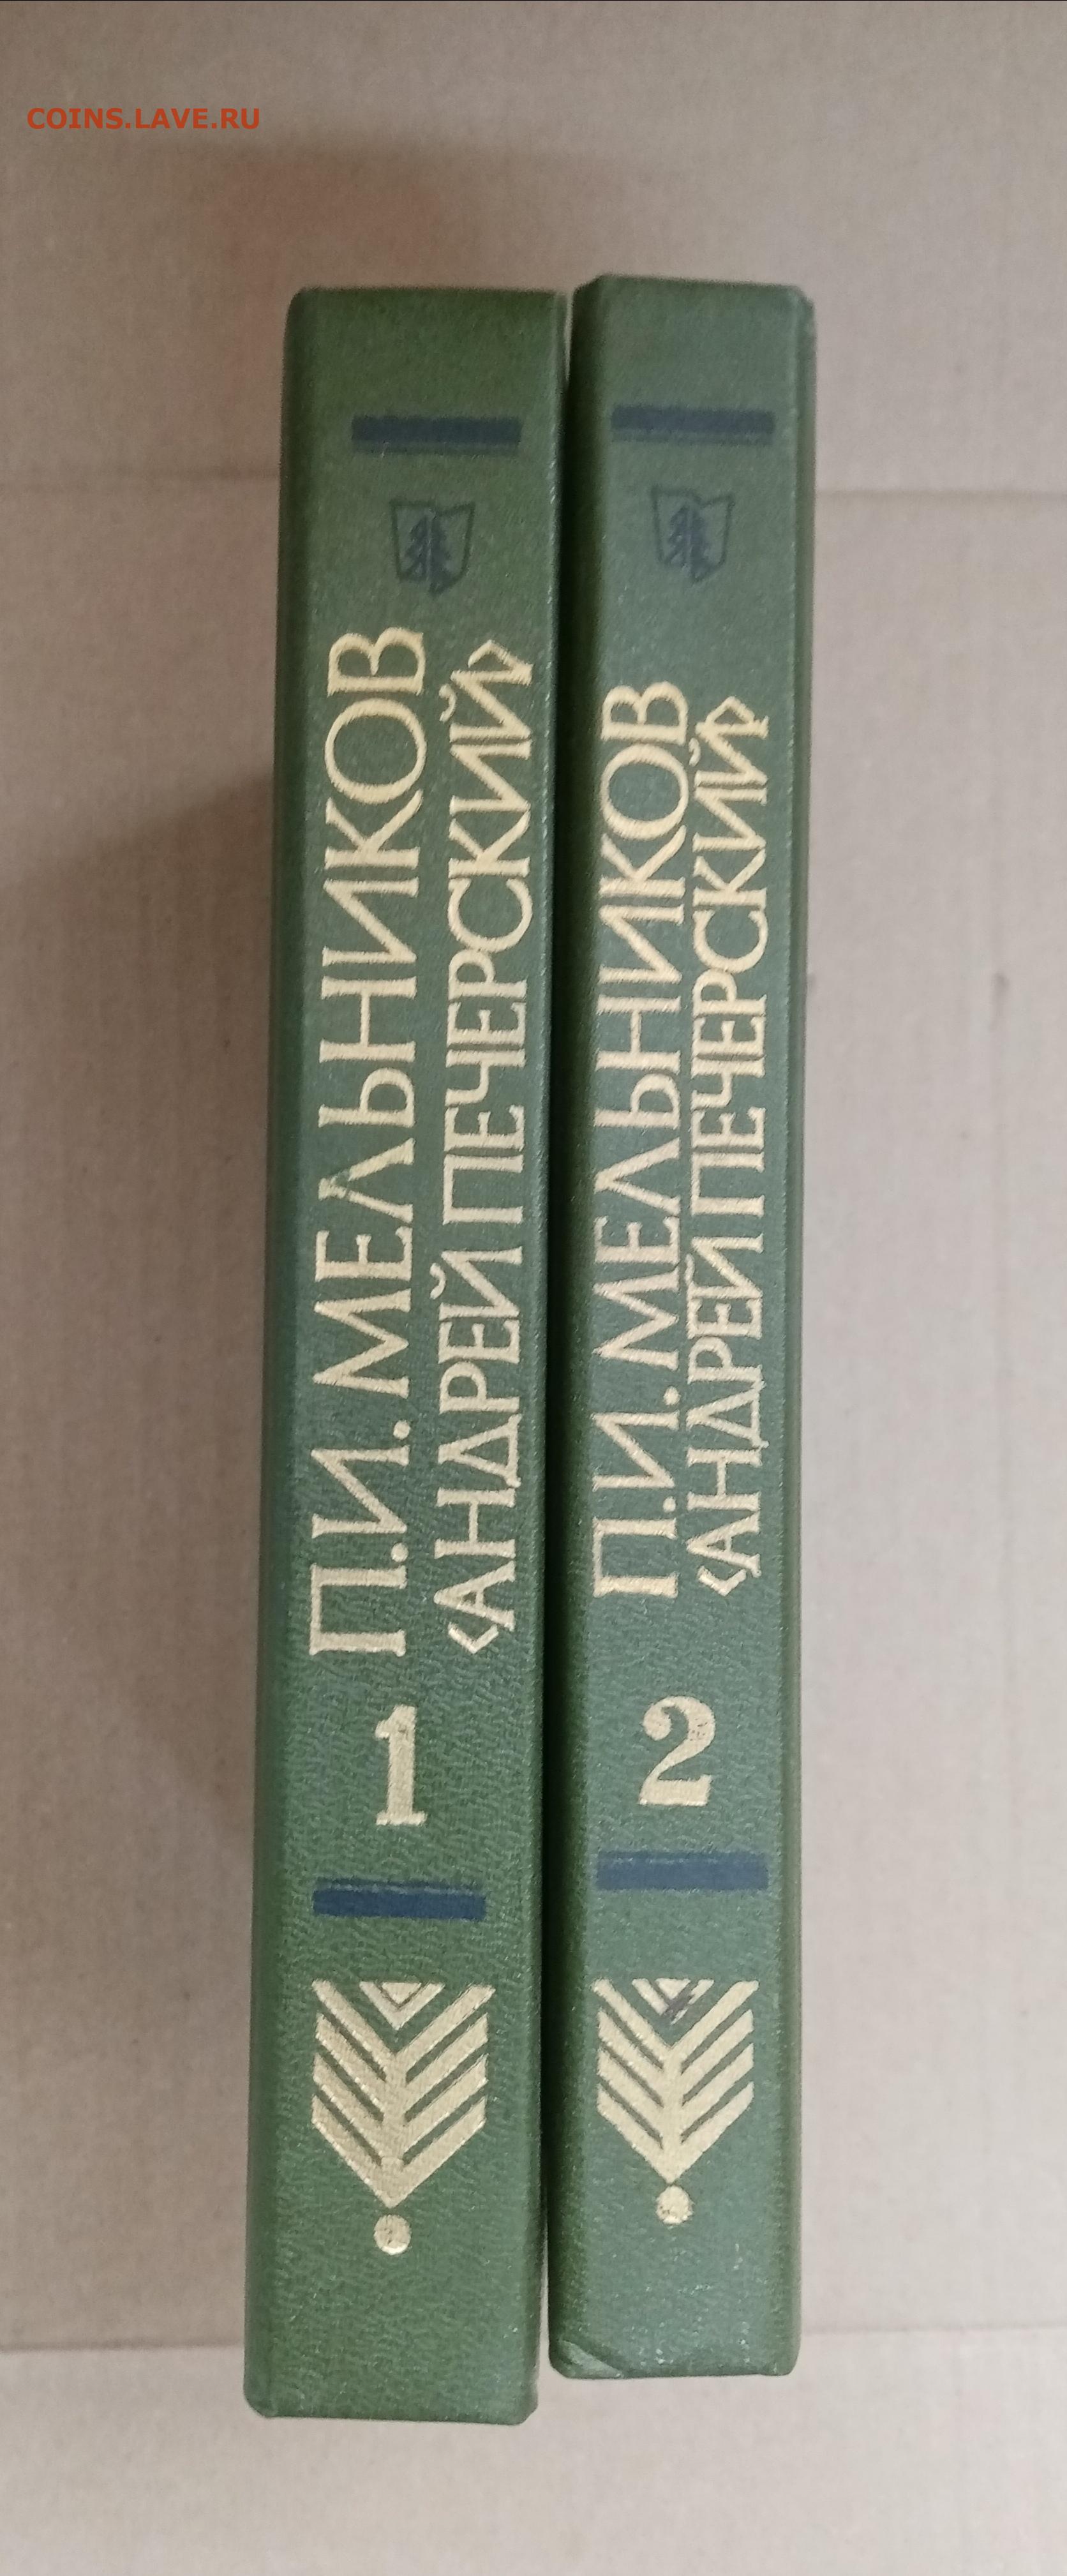 COINS.LAVE.RU
П.И. МЕЛЬНИКОВ
‹АНДРЕЙ ПЕЧЕРСКИЙ›
1
П.И. МЕЛЬНИКОВ
‹АНДРЕЙ ПЕЧЕРСКИЙ›
2